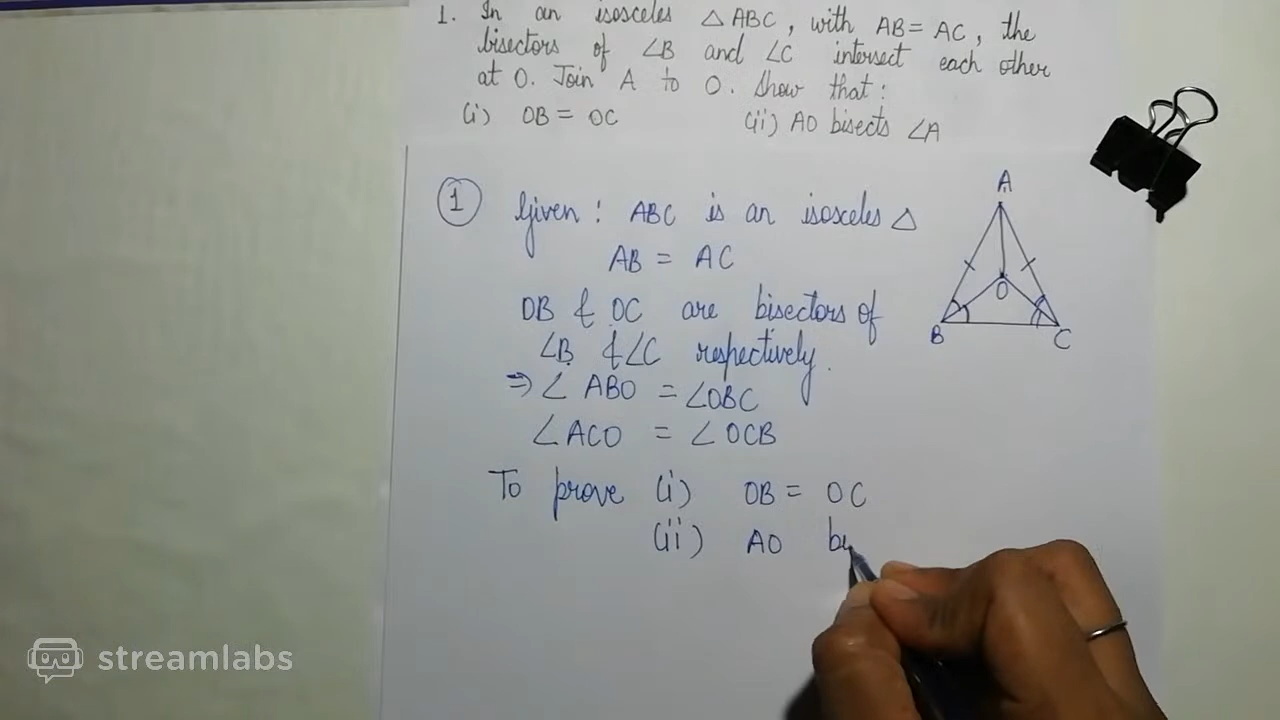 1. In an isosceles △ABC, with AB = AC, the
bisectors of ∠B and ∠C intersect each other
at O. Join A to O. Show that :
(i) OB = OC (ii) AO bisects ∠A
1 Given : ABC is an isosceles △
AB = AC
OB & OC are bisectors of
∠B & ∠C respectively.
⇒ ∠ABO = ∠OBC
∠ACO = ∠OCB
To prove (i) OB = OC
(ii) AO bi
A
O
B C
streamlabs